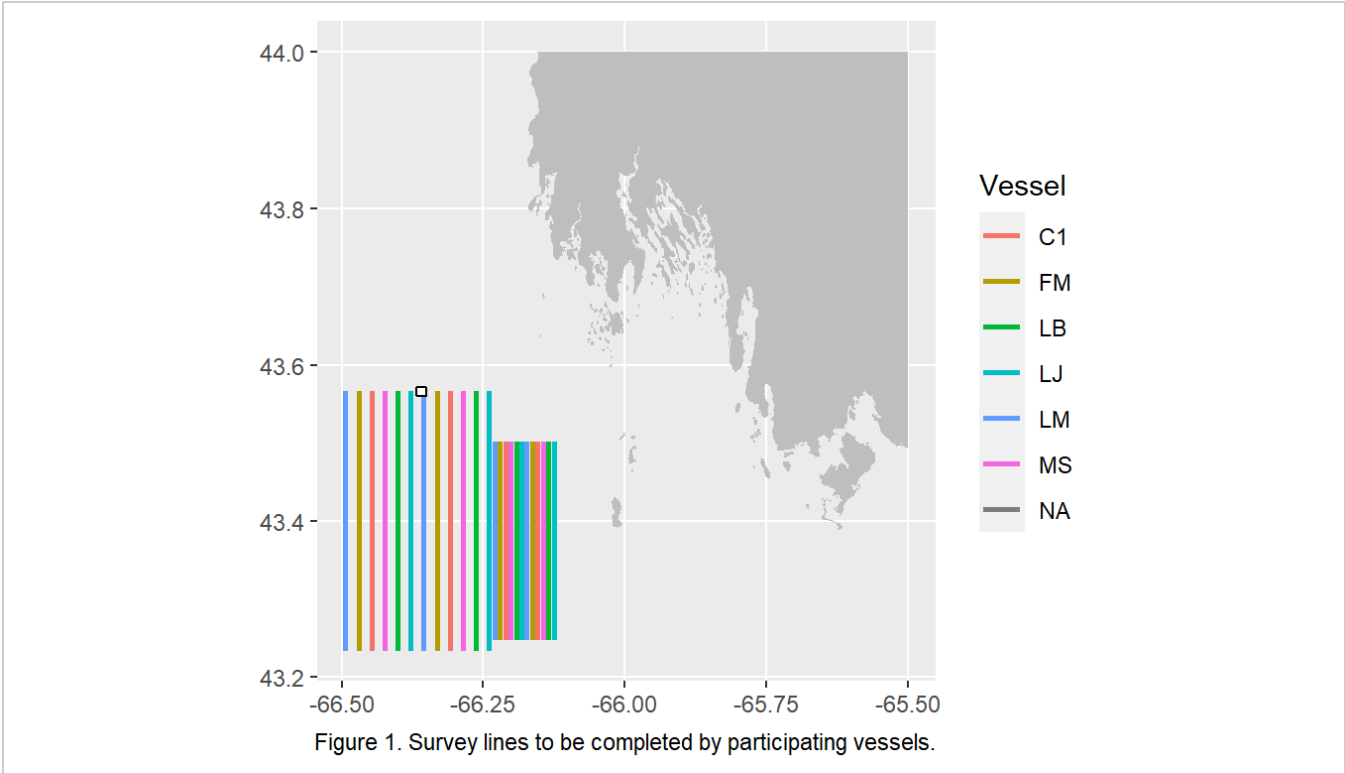 44.0
43.8
43.6
43.4
43.2
-66.50 -66.25 -66.00 -65.75 -65.50
Vessel
C1
FM
LB
LJ
LM
MS
NA
Figure 1. Survey lines to be completed by participating vessels.